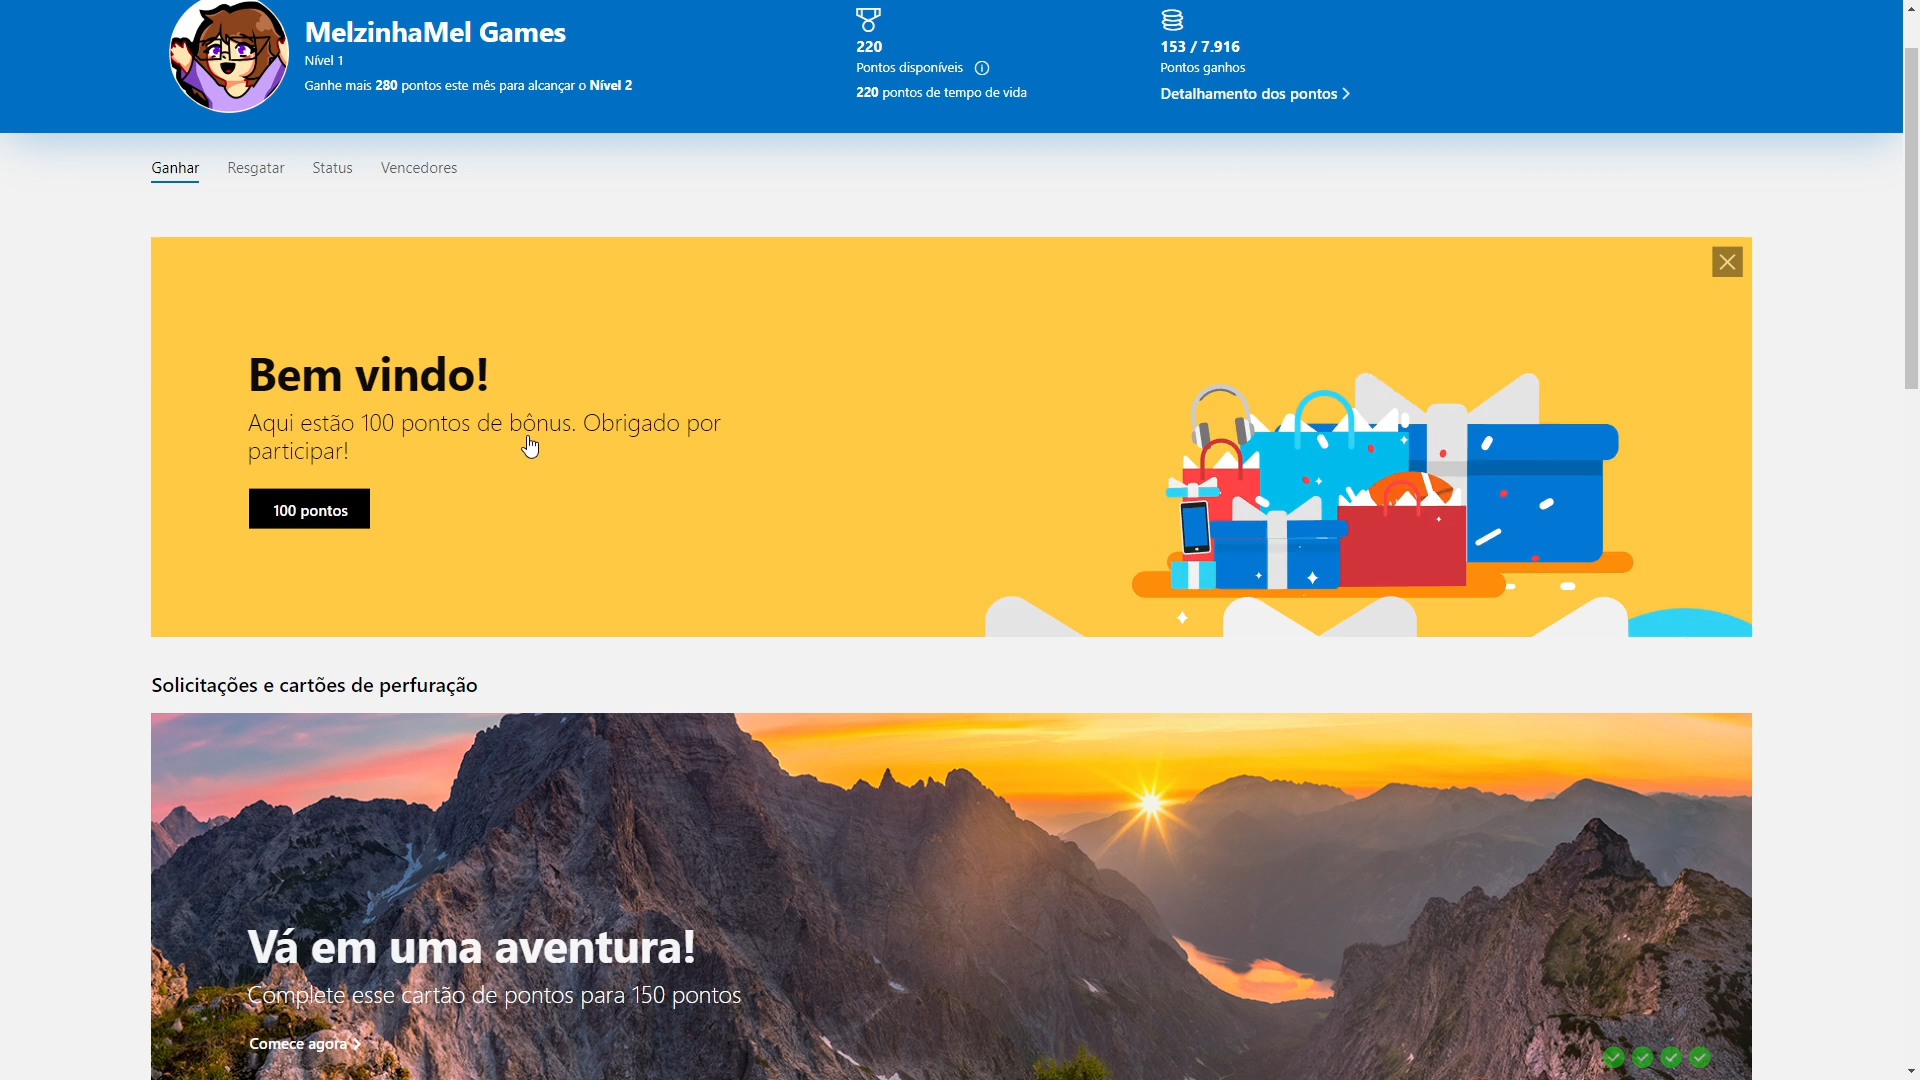 MelzinhaMel Games
Nível 1
Ganhe mais 280 pontos este mês para alcançar o Nível 2
220
Pontos disponíveis
220 pontos de tempo de vida
153 / 7.916
Pontos ganhos
Detalhamento dos pontos
Ganhar
Resgatar
Status
Vencedores
Bem vindo!
Aqui estão 100 pontos de bônus. Obrigado por
participar!
100 pontos
Solicitações e cartões de perfuração
Vá em uma aventura!
Complete esse cartão de pontos para 150 pontos
Comece agora